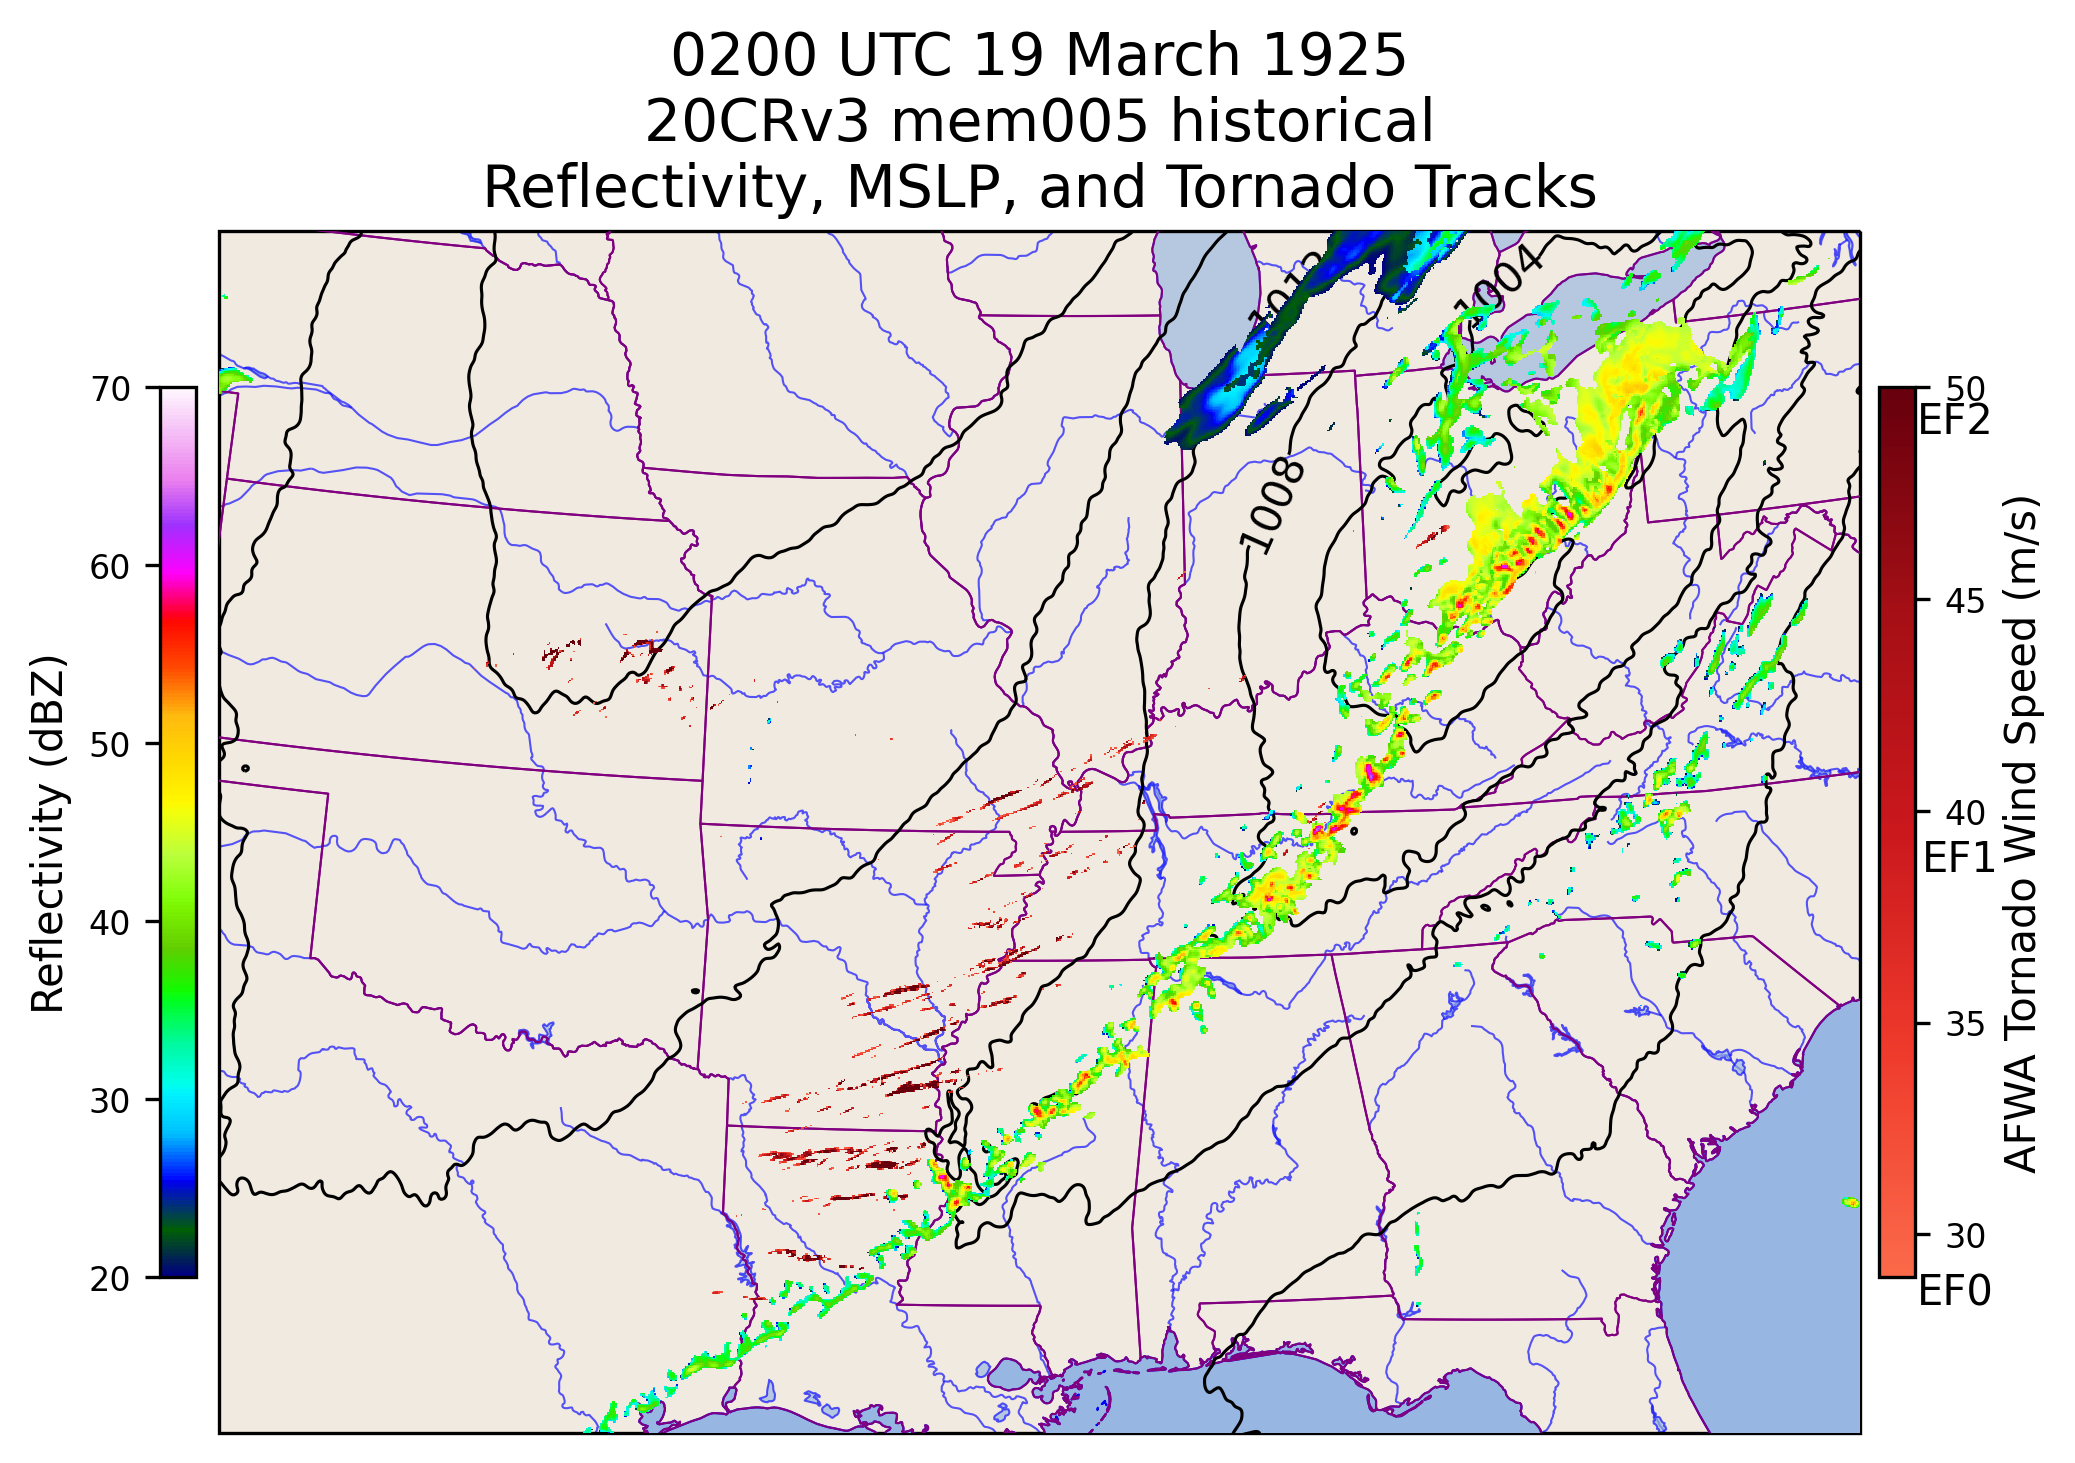 0200 UTC 19 March 1925
20CRv3 mem005 historical
Reflectivity, MSLP, and Tornado Tracks
Reflectivity (dBZ)
70
60
50
40
30
20
1012
1004
1008
50
EF2
45
40
EF1
35
30
EF0
AFWA Tornado Wind Speed (m/s)